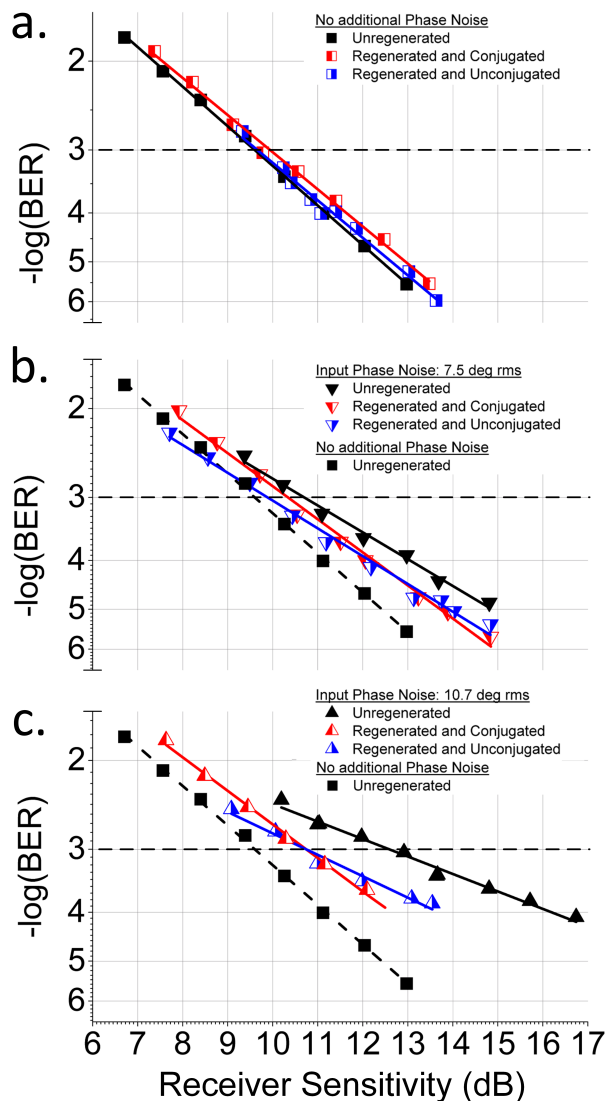 a.
No additional Phase Noise
Unregenerated
Regenerated and Conjugated
Regenerated and Unconjugated
2
3
4
5
6
-log(BER)
b.
Input Phase Noise: 7.5 deg rms
Unregenerated
Regenerated and Conjugated
Regenerated and Unconjugated
No additional Phase Noise
Unregenerated
2
3
4
5
6
-log(BER)
c.
Input Phase Noise: 10.7 deg rms
Unregenerated
Regenerated and Conjugated
Regenerated and Unconjugated
No additional Phase Noise
Unregenerated
2
3
4
5
6
-log(BER)
6 7 8 9 10 11 12 13 14 15 16 17
Receiver Sensitivity (dB)